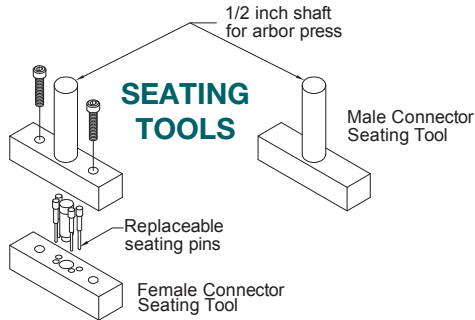 1/2 inch shaft
for arbor press
SEATING
TOOLS
Male Connector
Seating Tool
Replaceable
seating pins
Female Connector
Seating Tool